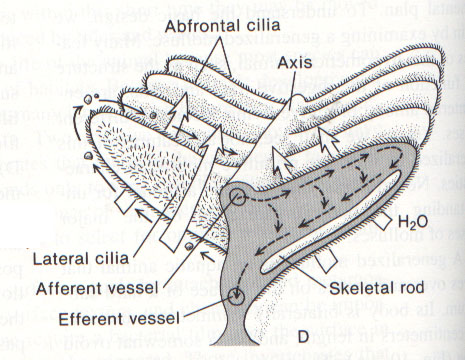 Abfrontal cilia
Axis
H₂O
Lateral cilia
Afferent vessel
Skeletal rod
Efferent vessel
D